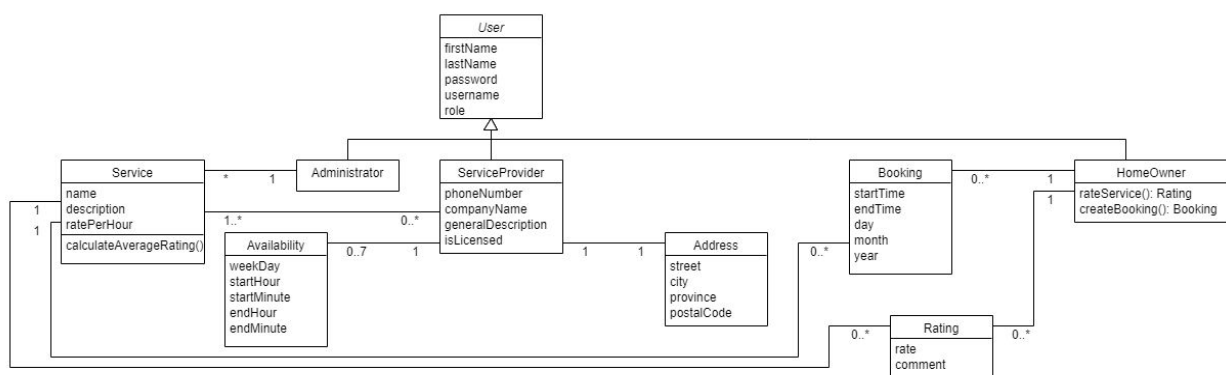 User
firstName
lastName
password
username
role
Service
name
description
ratePerHour
calculateAverageRating()
* 1
Administrator
ServiceProvider
phoneNumber
companyName
generalDescription
isLicensed
Booking
startTime
endTime
day
month
year
0..* 1
HomeOwner
rateService(): Rating
createBooking(): Booking
1
1
1
1..* 0..*
Availability
weekDay
startHour
startMinute
endHour
endMinute
0..7 1
1 1
Address
street
city
province
postalCode
0..*
0..*
Rating
rate
comment
0..*